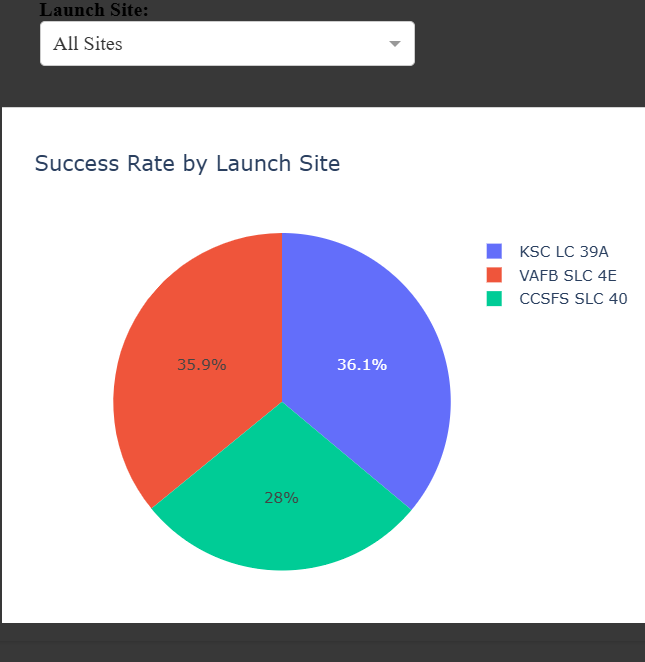 Launch Site:
All Sites
Success Rate by Launch Site
KSC LC 39A
VAFB SLC 4E
CCSFS SLC 40
35.9%
36.1%
28%